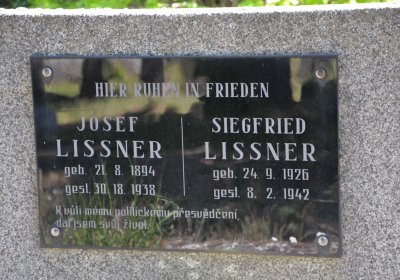 HIER RUHEN IN FRIEDEN
JOSEF
LISSNER
geb. 21. 8. 1894
gest. 30. 18. 1938
SIEGFRIED
LISSNER
geb. 24. 9. 1926
gest. 8. 2. 1942
K vůli mému politickému přesvědčení
dal jsem svůj život.